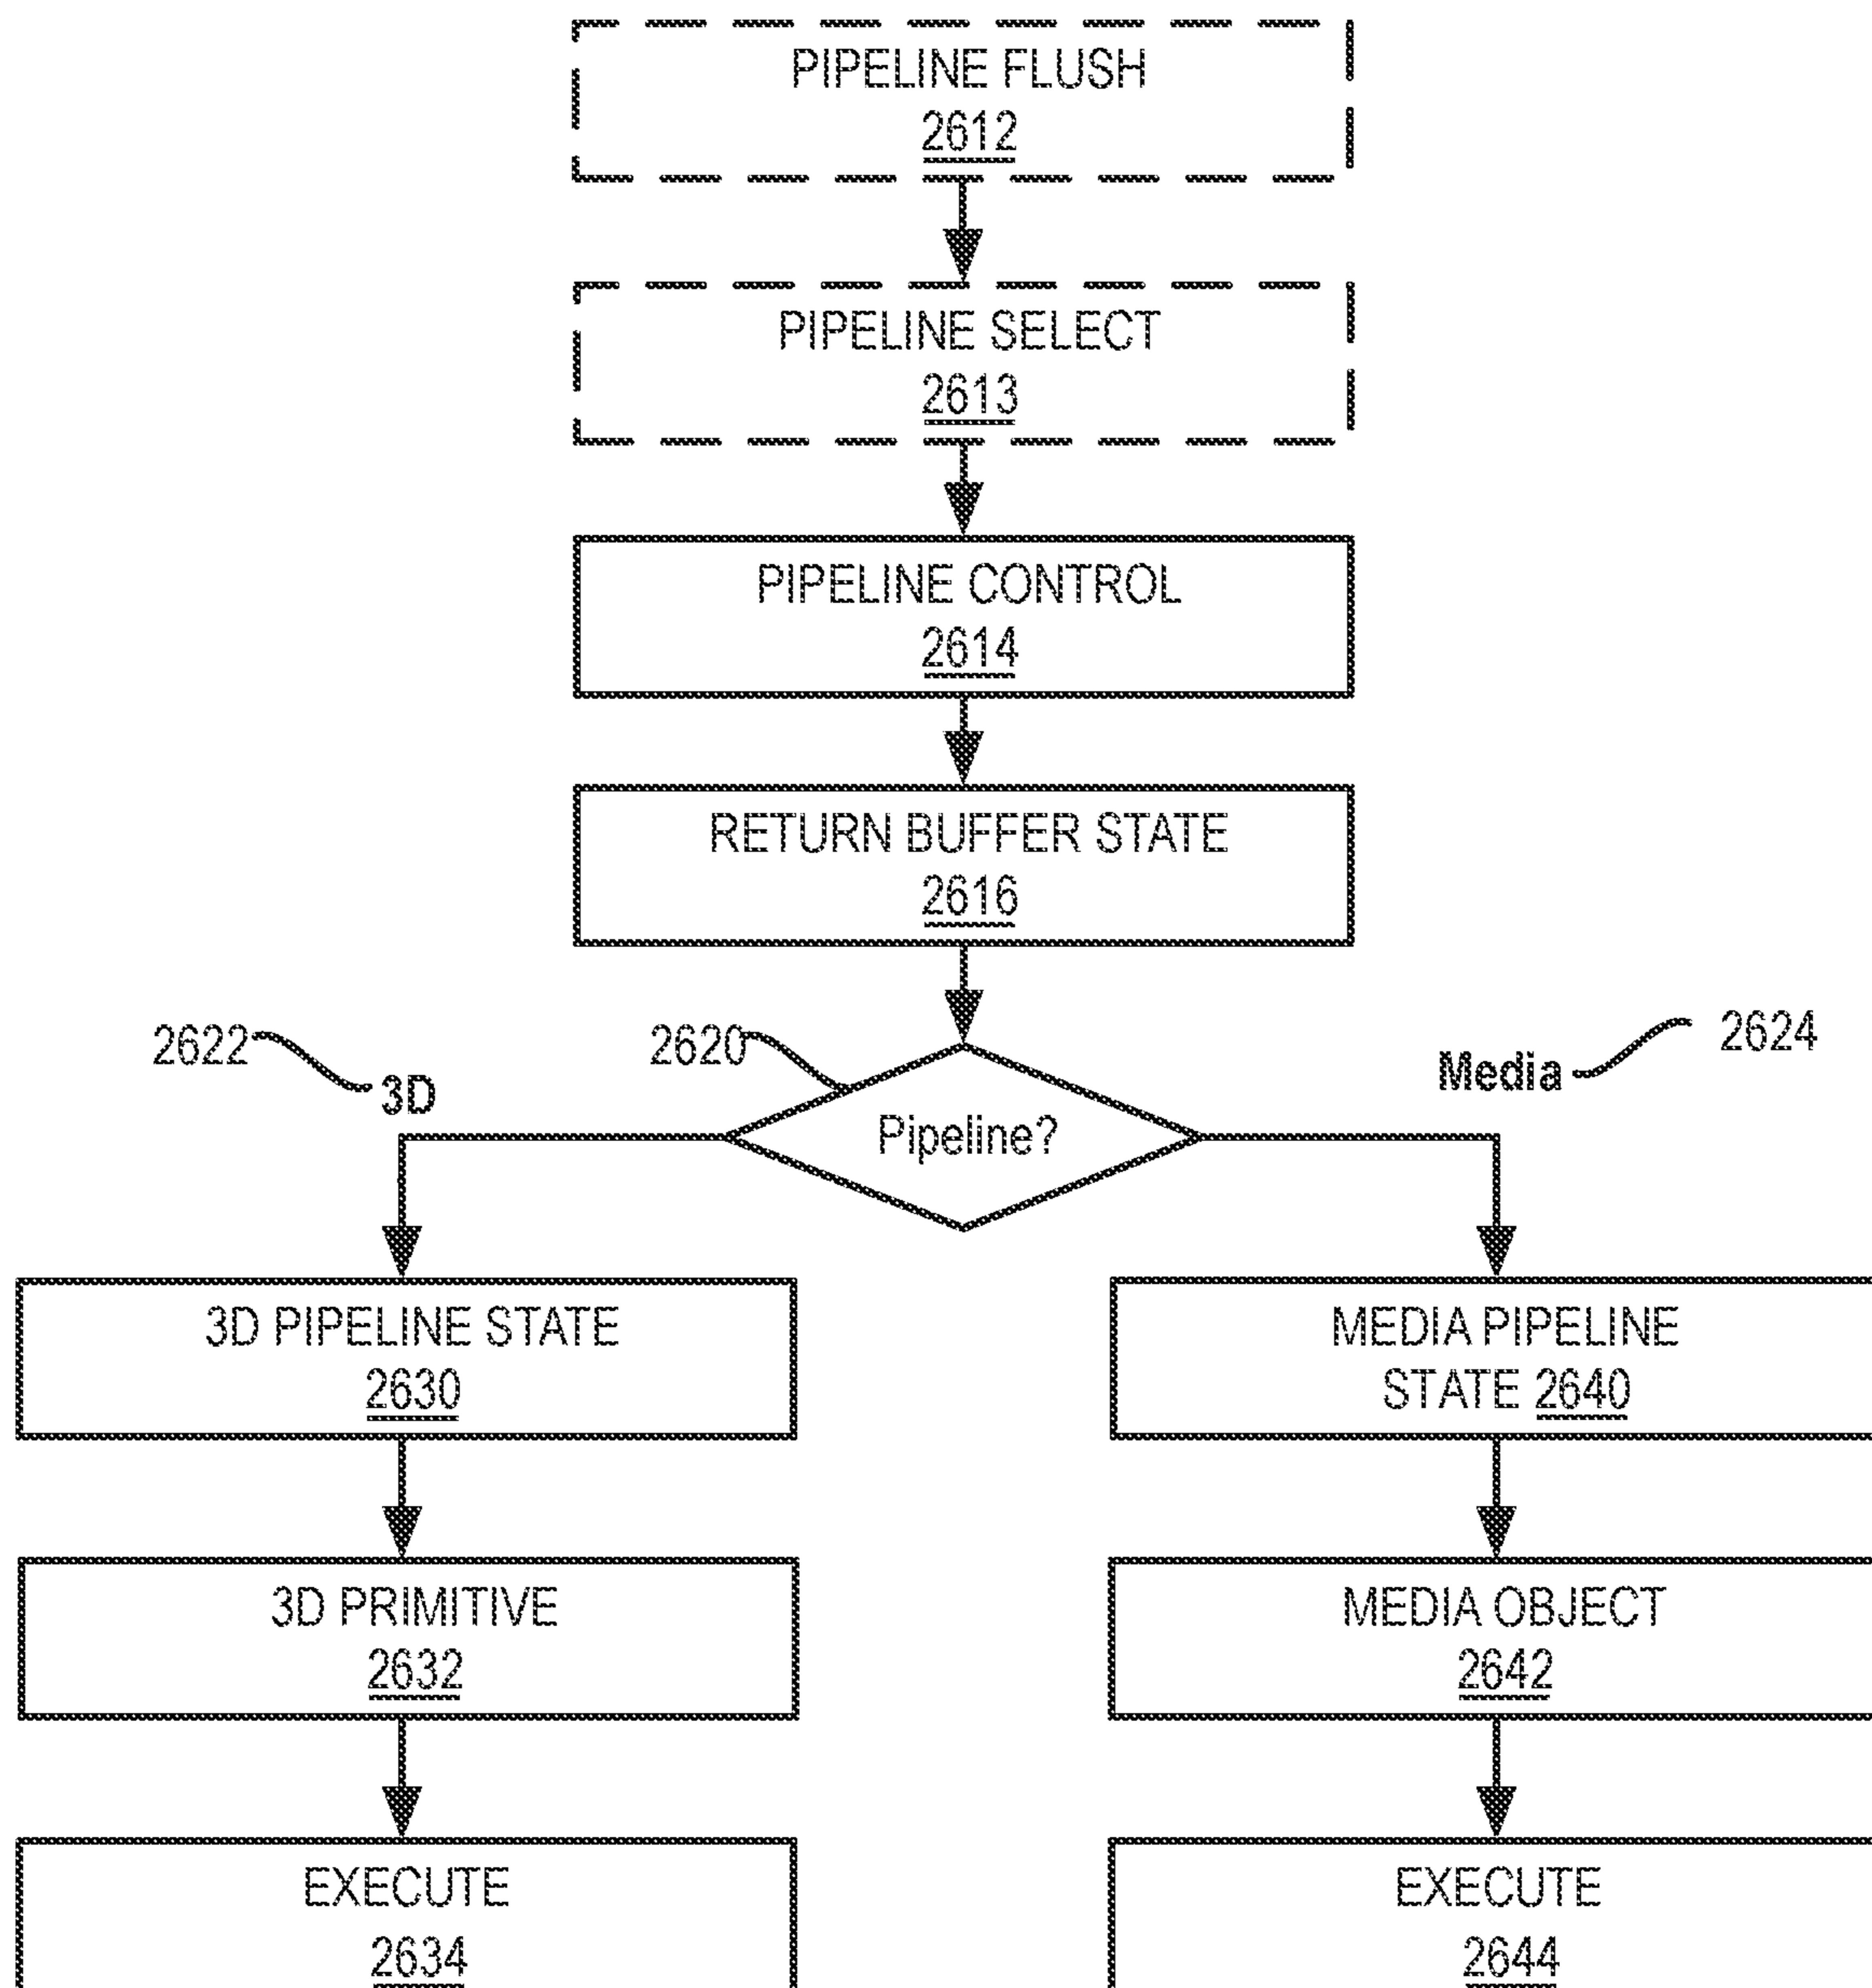 PIPELINE FLUSH
2612
PIPELINE SELECT
2613
PIPELINE CONTROL
2614
RETURN BUFFER STATE
2616
2622
3D
2620
Pipeline?
Media
2624
3D PIPELINE STATE
2630
MEDIA PIPELINE
STATE 2640
3D PRIMITIVE
2632
MEDIA OBJECT
2642
EXECUTE
2634
EXECUTE
2644